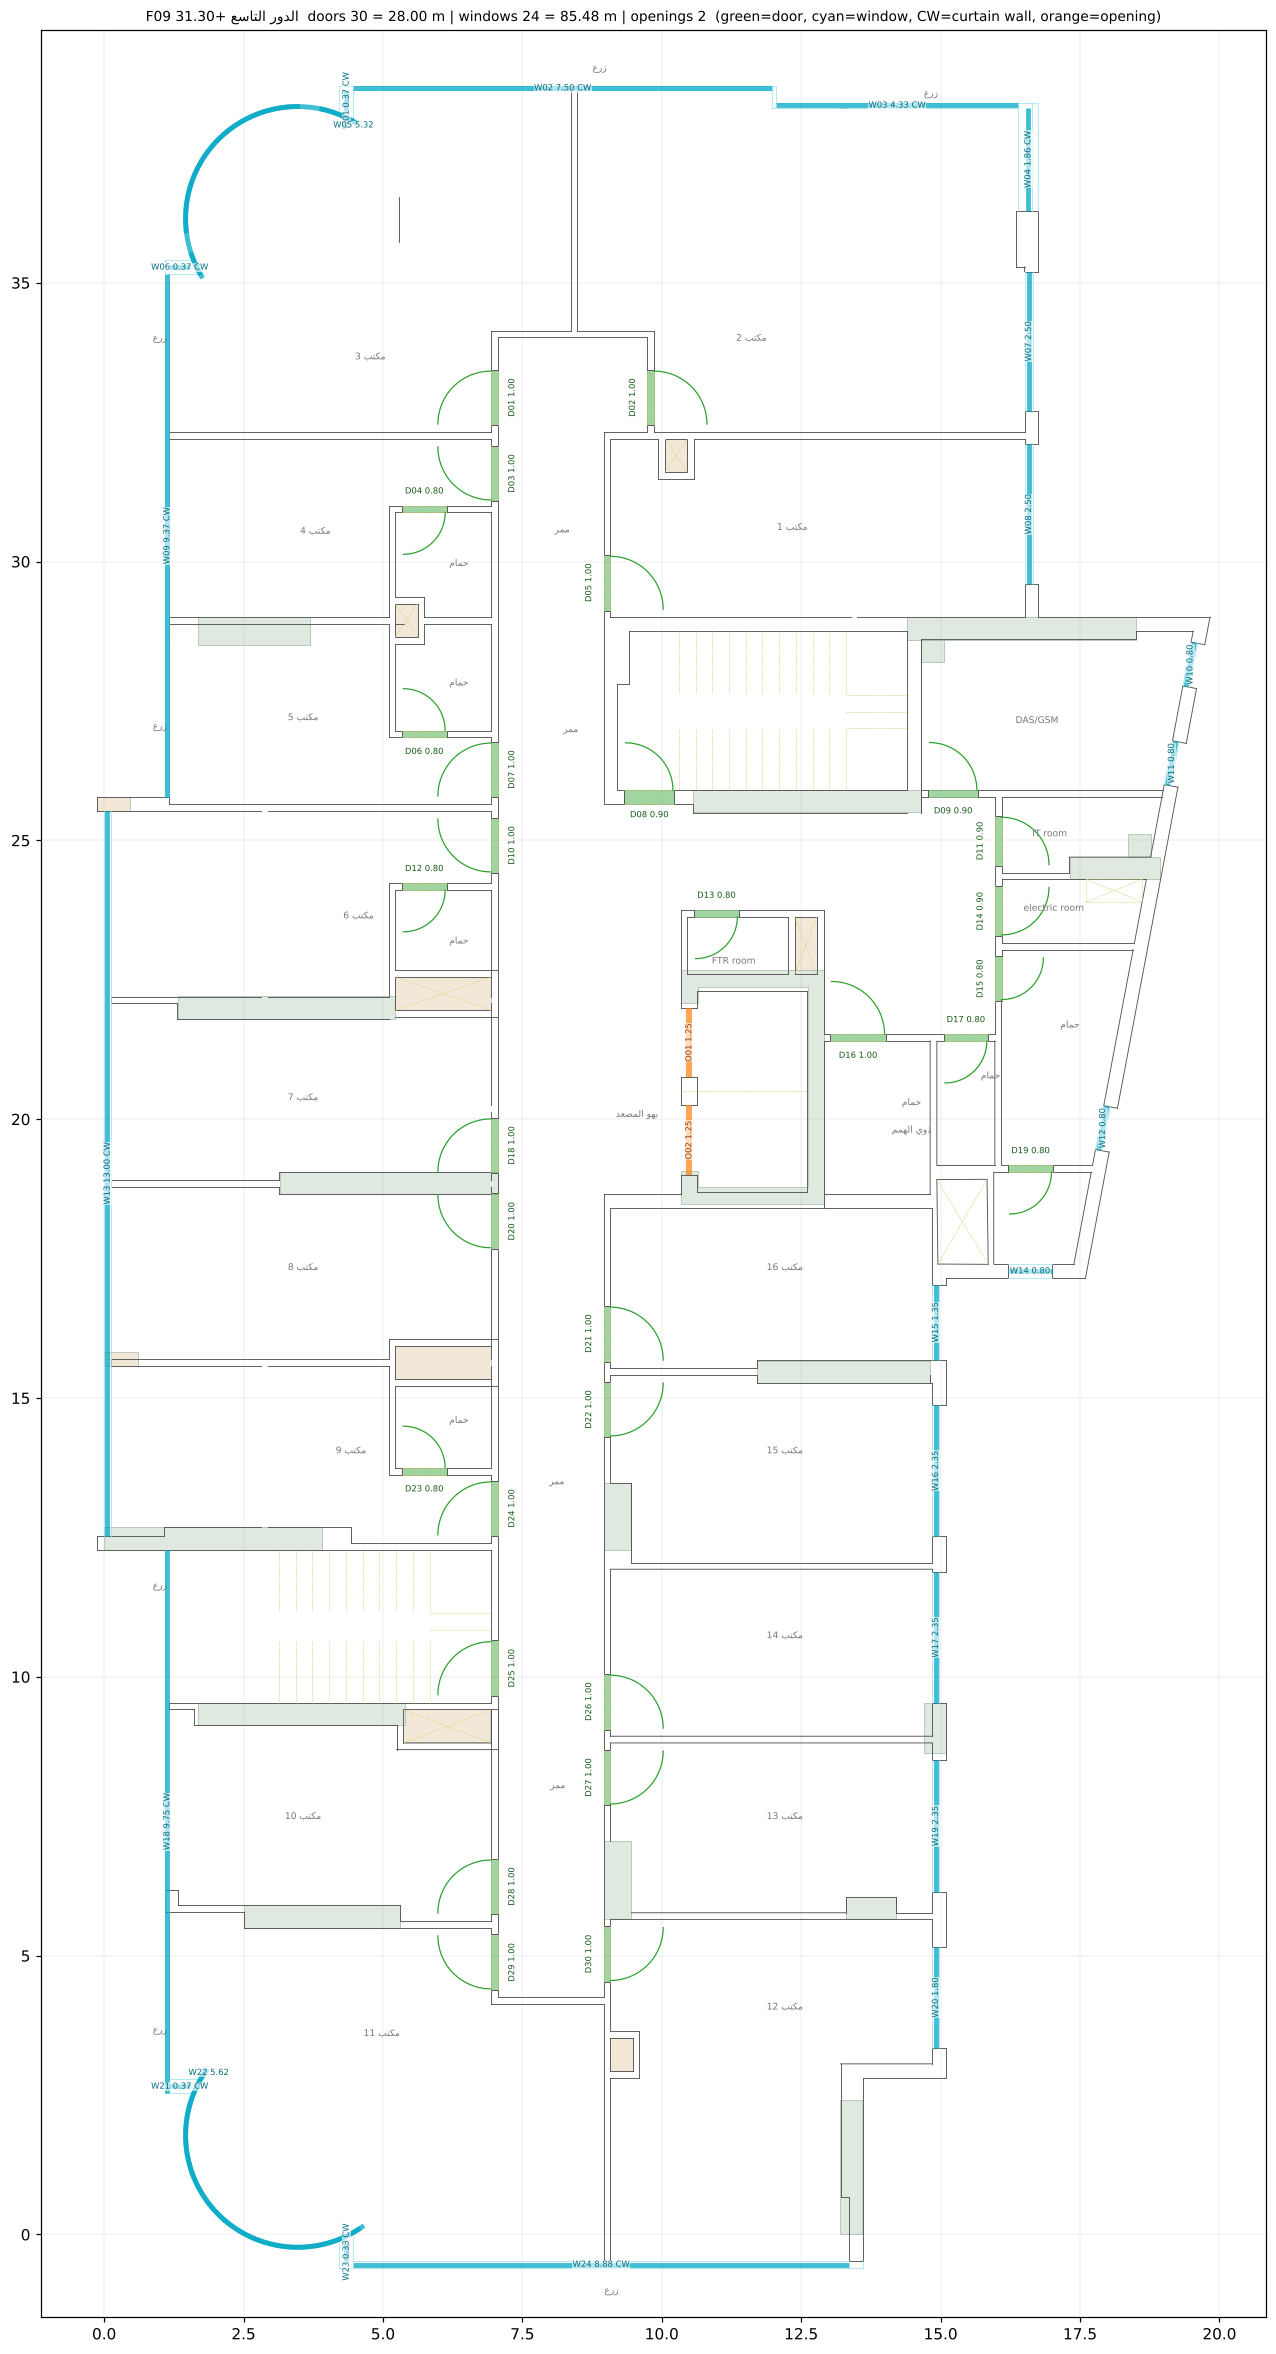 F09 31.30+ الدور التاسع doors 30 = 28.00 m | windows 24 = 85.48 m | openings 2 (green=door, cyan=window, CW=curtain wall, orange=opening)
زرع
W01 0.37 CW
W02 7.50 CW
زرع
W03 4.33 CW
W05 5.32
W04 1.86 CW
W06 0.37 CW
35
زرع
مكتب 3
مكتب 2
W07 2.50
D01 1.00
D02 1.00
D03 1.00
D04 0.80
W09 9.37 CW
مكتب 4
ممر
مكتب 1
W08 2.50
30
حمام
D05 1.00
حمام
W10 0.80
مكتب 5
زرع
ممر
DAS/GSM
D06 0.80
D07 1.00
W11 0.80
D08 0.90
D09 0.90
25
D10 1.00
D11 0.90
IT room
D12 0.80
D13 0.80
مكتب 6
D14 0.90
electric room
حمام
FTR room
D15 0.80
D17 0.80
حمام
O01 1.25
D16 1.00
حمام
مكتب 7
حمام
20
بهو المصعد
ذوي الهمم
W12 0.80
W13 13.00 CW
D18 1.00
O02 1.25
D19 0.80
D20 1.00
مكتب 8
مكتب 16
W14 0.80
W15 1.35
D21 1.00
15
D22 1.00
حمام
مكتب 9
مكتب 15
W16 2.35
D23 0.80
ممر
D24 1.00
زرع
مكتب 14
W17 2.35
10
D25 1.00
D26 1.00
D27 1.00
ممر
W18 9.75 CW
مكتب 10
مكتب 13
W19 2.35
D28 1.00
5
D29 1.00
D30 1.00
زرع
مكتب 11
مكتب 12
W20 1.80
W22 5.62
W21 0.37 CW
0
W23 0.33 CW
W24 8.88 CW
زرع
0.0 2.5 5.0 7.5 10.0 12.5 15.0 17.5 20.0